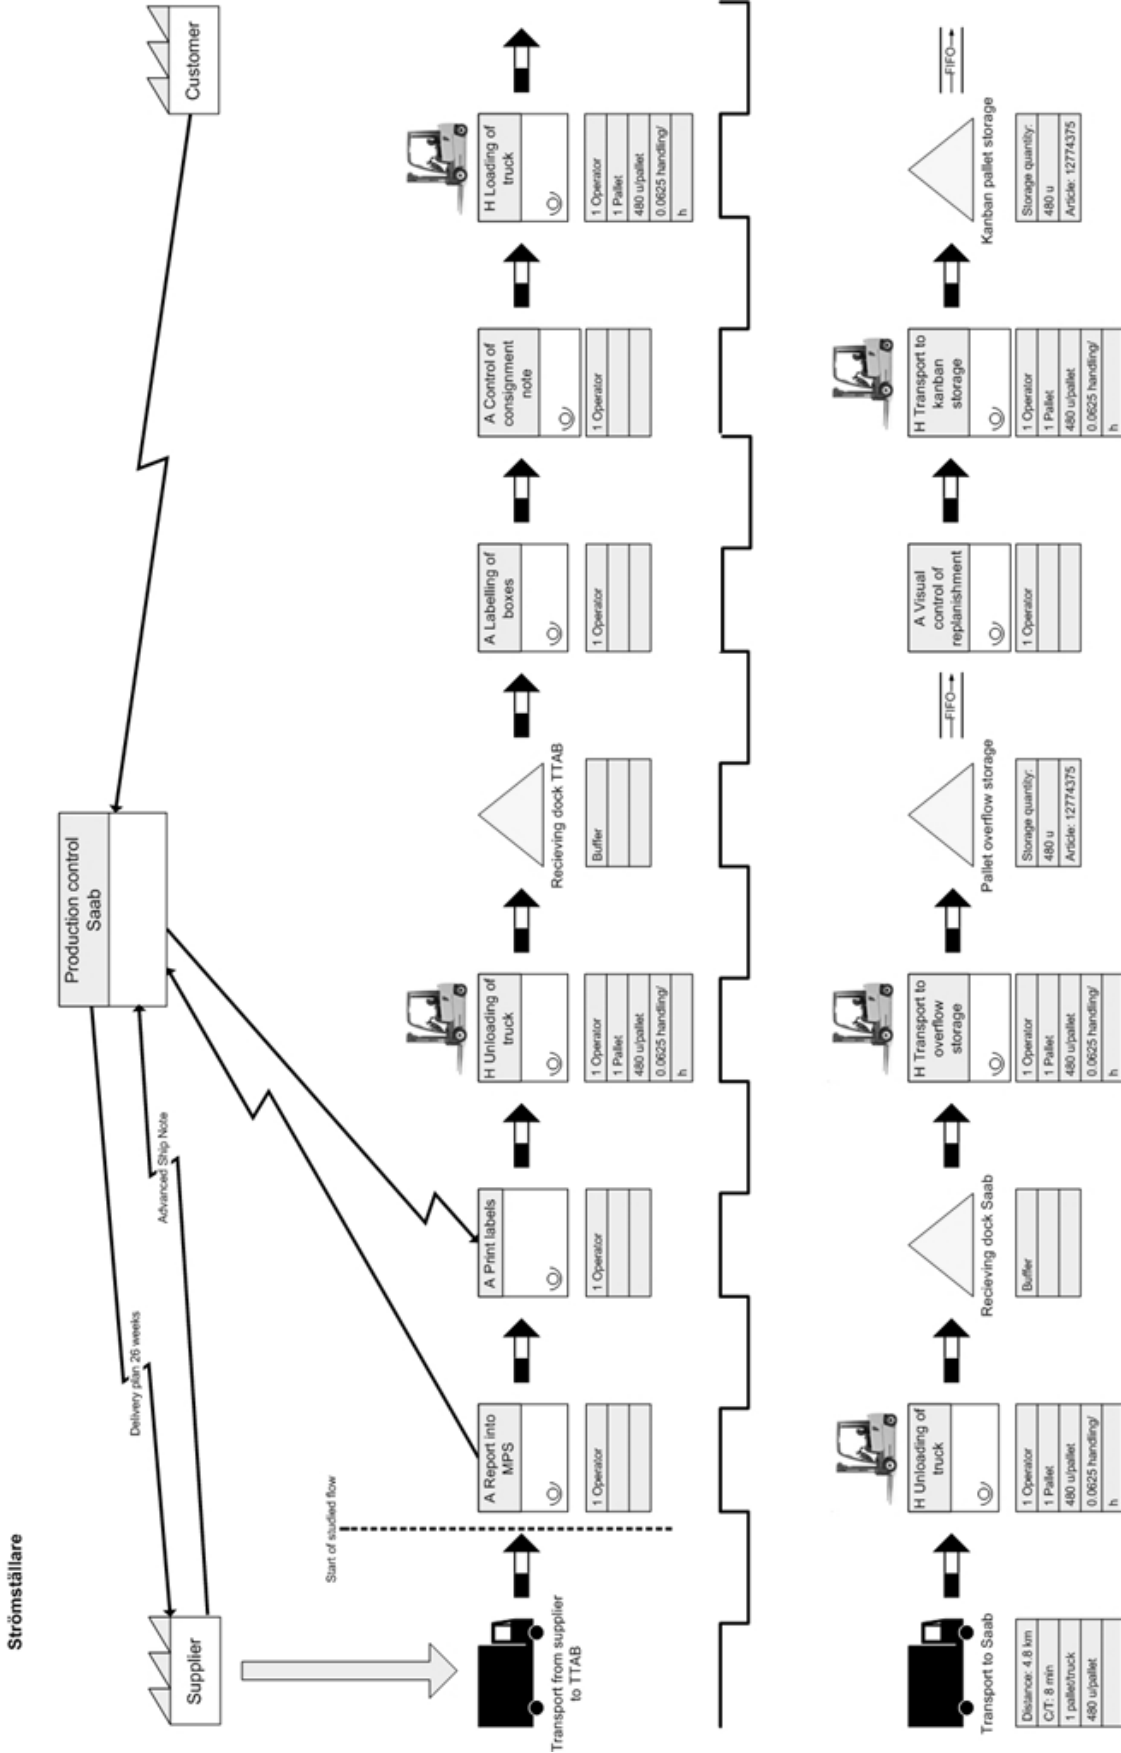 Strömställare
Supplier
Delivery plan 26 weeks
Advanced Ship Note
Production control
Saab
Customer
Start of studied flow
Transport from supplier
to TTAB
A Report into
MPS
1 Operator
A Print labels
1 Operator
H Unloading of
truck
1 Operator
1 Pallet
480 u/pallet
0.0625 handling/
h
Recieving dock TTAB
Buffer
A Labelling of
boxes
1 Operator
A Control of
consignment
note
1 Operator
H Loading of
truck
1 Operator
1 Pallet
480 u/pallet
0.0625 handling/
h
Transport to Saab
Distance: 4.8 km
C/T: 8 min
1 pallet/truck
480 u/pallet
H Unloading of
truck
1 Operator
1 Pallet
480 u/pallet
0.0625 handling/
h
Recieving dock Saab
Buffer
H Transport to
overflow
storage
1 Operator
1 Pallet
480 u/pallet
0.0625 handling/
h
Pallet overflow storage
Storage quantity:
480 u
Article: 12774375
FIFO
A Visual
control of
replanishment
1 Operator
H Transport to
kanban
storage
1 Operator
1 Pallet
480 u/pallet
0.0625 handling/
h
Kanban pallet storage
Storage quantity:
480 u
Article: 12774375
FIFO